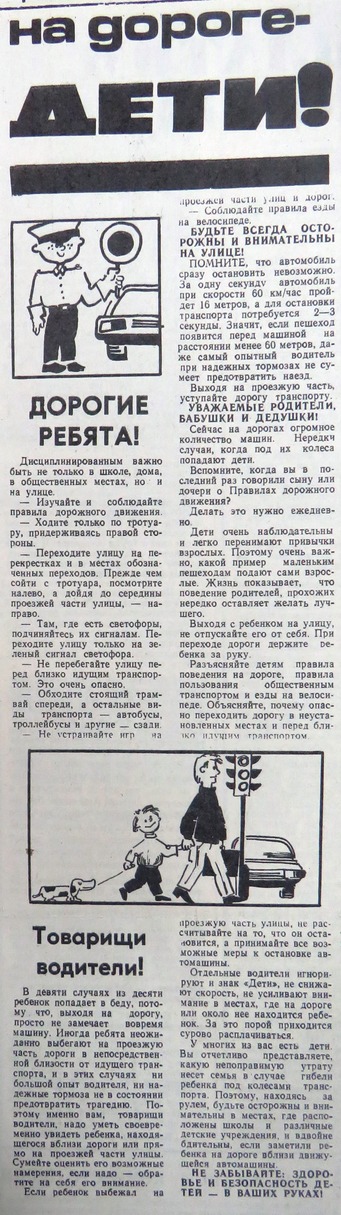 на дороге-
ДЕТИ!
ДОРОГИЕ
РЕБЯТА!
Дисциплинированным важно
быть не только в школе, дома,
в общественных местах, но и
на улице.
— Изучайте и соблюдайте
правила дорожного движения.
— Ходите только по тротуа-
ру, придерживаясь правой сто-
роны.
— Переходите улицу на пе-
рекрестках и в местах обозна-
ченных переходов. Прежде чем
сойти с тротуара, посмотрите
налево, а дойдя до середины
проезжей части улицы, — на-
право.
— Там, где есть светофоры,
подчиняйтесь их сигналам. Пе-
реходите улицу только на зе-
леный сигнал светофора.
— Не перебегайте улицу пе-
ред близко идущим транспор-
том. Это очень опасно.
— Обходите стоящий трам-
вай спереди, а остальные ви-
ды транспорта — автобусы,
троллейбусы и другие — сзади.
— Не устраивайте игр на
проезжей части улиц и дорог.
— Соблюдайте правила езды
на велосипеде.
БУДЬТЕ ВСЕГДА ОСТО-
РОЖНЫ И ВНИМАТЕЛЬНЫ
НА УЛИЦЕ!
ПОМНИТЕ, что автомобиль
сразу остановить невозможно.
За одну секунду автомобиль
при скорости 60 км/час прой-
дет 16 метров, а для остановки
транспорта потребуется 2—3
секунды. Значит, если пешеход
появится перед машиной на
расстоянии менее 60 метров, да-
же самый опытный водитель
при надежных тормозах не су-
меет предотвратить наезд.
Выходя на проезжую часть,
уступайте дорогу транспорту.
УВАЖАЕМЫЕ РОДИТЕЛИ,
БАБУШКИ И ДЕДУШКИ!
Сейчас на дорогах огромное
количество машин. Нередки
случаи, когда под их колеса
попадают дети.
Вспомните, когда вы в по-
следний раз говорили сыну или
дочери о Правилах дорожного
движения?
Делать это нужно ежеднев-
но.
Дети очень наблюдательны
и легко перенимают привычки
взрослых. Поэтому очень важ-
но, какой пример маленьким
пешеходам подают сами взрос-
лые. Жизнь показывает, что
поведение родителей, прохожих
нередко оставляет желать луч-
шего.
Выходя с ребенком на улицу,
не отпускайте его от себя. При
переходе дороги держите ре-
бенка за руку.
Разъясняйте детям правила
поведения на дороге, правила
пользования общественным
транспортом и езды на велоси-
педе. Объясняйте, почему опас-
но переходить дорогу в неуста-
новленных местах и перед бли-
зко идущим транспортом.
Товарищи
водители!
В девяти случаях из десяти
ребенок попадает в беду, пото-
му что, выходя на дорогу,
просто не замечает вовремя
машину. Иногда ребята неожи-
данно выбегают на проезжую
часть дороги в непосредствен-
ной близости от идущего тран-
спорта, и в этих случаях ни
большой опыт водителя, ни на-
дежные тормоза не в состоянии
предотвратить трагедию. По-
этому именно вам, товарищи
водители, надо уметь своевре-
менно увидеть ребенка, находя-
щегося вблизи дороги или пря-
мо на проезжей части улицы.
Сумейте оценить его возможные
намерения, если надо — обра-
тите на себя его внимание.
Если ребенок выбежал на
проезжую часть улицы, не рас-
считывайте на то, что он оста-
новится, а принимайте все воз-
можные меры к остановке ав-
томашины.
Отдельные водители игнори-
руют и знак «Дети», не снижа-
ют скорость, не усиливают вни-
мание в местах, где на дороге
или около нее находится ребе-
нок. За это порой приходится
сурово расплачиваться.
У многих из вас есть дети.
Вы отчетливо представляете,
какую непоправимую утрату
несет семья в случае гибели
ребенка под колесами транс-
порта. Поэтому, находясь за
рулем, будьте осторожны и вни-
мательны в местах, где распо-
ложены школы и различные
детские учреждения, и вдвойне
бдительны, если заметили ре-
бенка на дороге вблизи движу-
щейся автомашины.
НЕ ЗАБЫВАЙТЕ: ЗДОРО-
ВЬЕ И БЕЗОПАСНОСТЬ ДЕ-
ТЕЙ — В ВАШИХ РУКАХ!